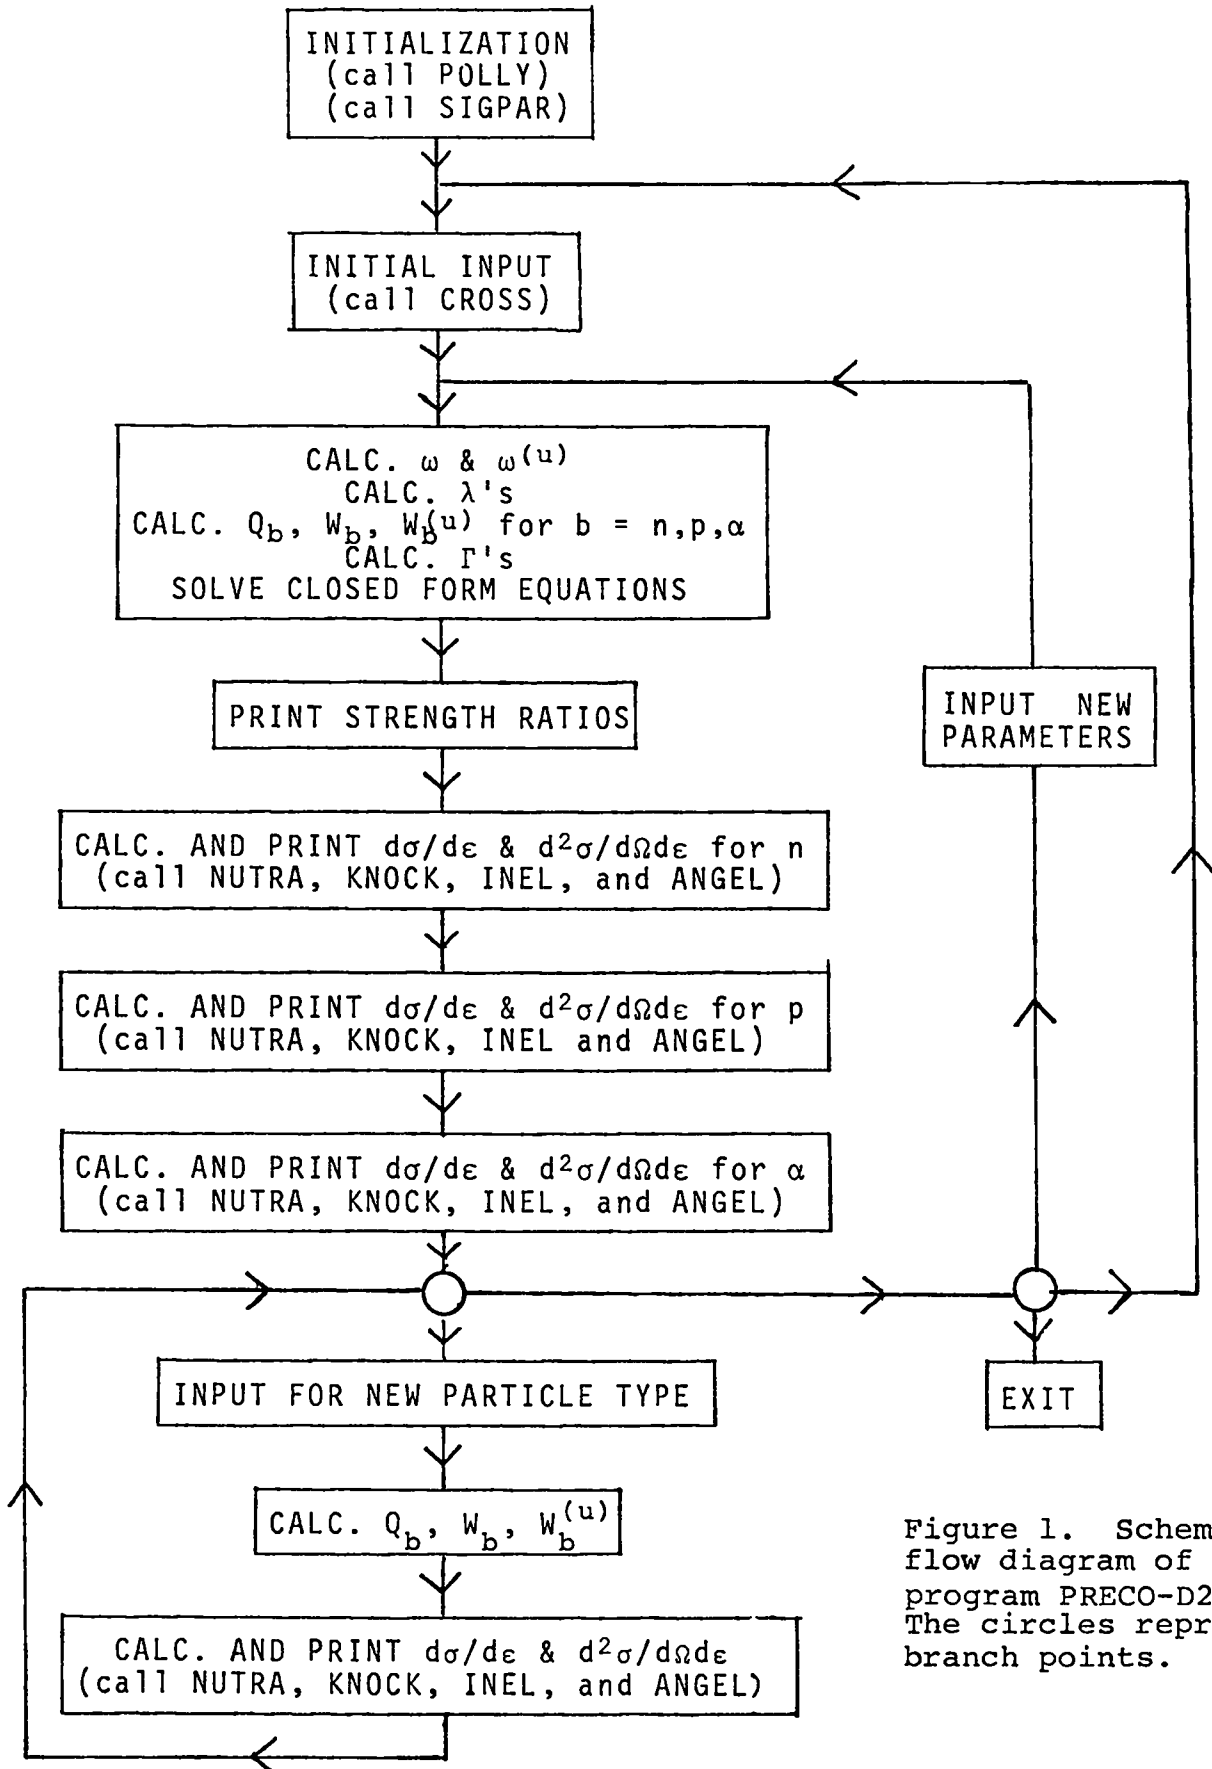 INITIALIZATION
(call POLLY)
(call SIGPAR)
INITIAL INPUT
(call CROSS)
CALC. ω & ω(u)
CALC. λ's
CALC. Qb, Wb, Wb(u) for b = n,p,α
CALC. Γ's
SOLVE CLOSED FORM EQUATIONS
PRINT STRENGTH RATIOS
INPUT NEW
PARAMETERS
CALC. AND PRINT dσ/dε & d²σ/dΩdε for n
(call NUTRA, KNOCK, INEL, and ANGEL)
CALC. AND PRINT dσ/dε & d²σ/dΩdε for p
(call NUTRA, KNOCK, INEL and ANGEL)
CALC. AND PRINT dσ/dε & d²σ/dΩdε for α
(call NUTRA, KNOCK, INEL, and ANGEL)
INPUT FOR NEW PARTICLE TYPE
EXIT
CALC. Qb, Wb, Wb(u)
CALC. AND PRINT dσ/dε & d²σ/dΩdε
(call NUTRA, KNOCK, INEL, and ANGEL)
Figure 1. Schem
flow diagram of
program PRECO-D2
The circles repr
branch points.